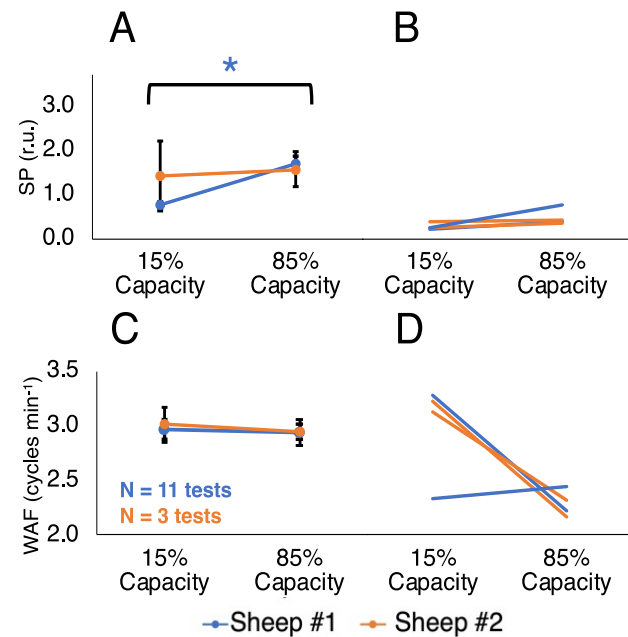 A
B
*
SP (r.u.)
3.0
2.0
1.0
0.0
15%
Capacity
85%
Capacity
15%
Capacity
85%
Capacity
C
D
WAF (cycles min⁻¹)
3.5
3.0
2.5
2.0
N = 11 tests
N = 3 tests
15%
Capacity
85%
Capacity
15%
Capacity
85%
Capacity
Sheep #1 Sheep #2